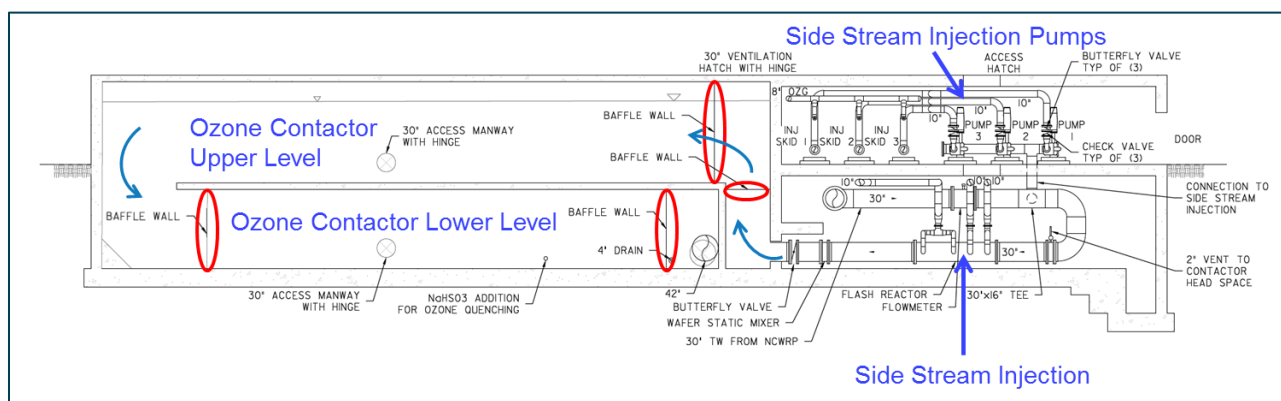 Side Stream Injection Pumps
30" VENTILATION
HATCH WITH HINGE
ACCESS
HATCH
BUTTERFLY VALVE
TYP OF (3)
8" OZG
10"
10"
10"
BAFFLE WALL
INJ
SKID 1
INJ
SKID 2
INJ
SKID 3
PUMP
3
PUMP
2
PUMP
1
DOOR
CHECK VALVE
TYP OF (3)
Ozone Contactor
Upper Level
30" ACCESS MANWAY
WITH HINGE
BAFFLE WALL
10"
10"
10"
30"
CONNECTION TO
SIDE STREAM
INJECTION
BAFFLE WALL
Ozone Contactor Lower Level
BAFFLE WALL
4' DRAIN
30"
2" VENT TO
CONTACTOR
HEAD SPACE
30" ACCESS MANWAY
WITH HINGE
NaHSO3 ADDITION
FOR OZONE QUENCHING
42"
BUTTERFLY VALVE
WAFER STATIC MIXER
30" TW FROM NCWRP
FLASH REACTOR
FLOWMETER
30"x16" TEE
Side Stream Injection